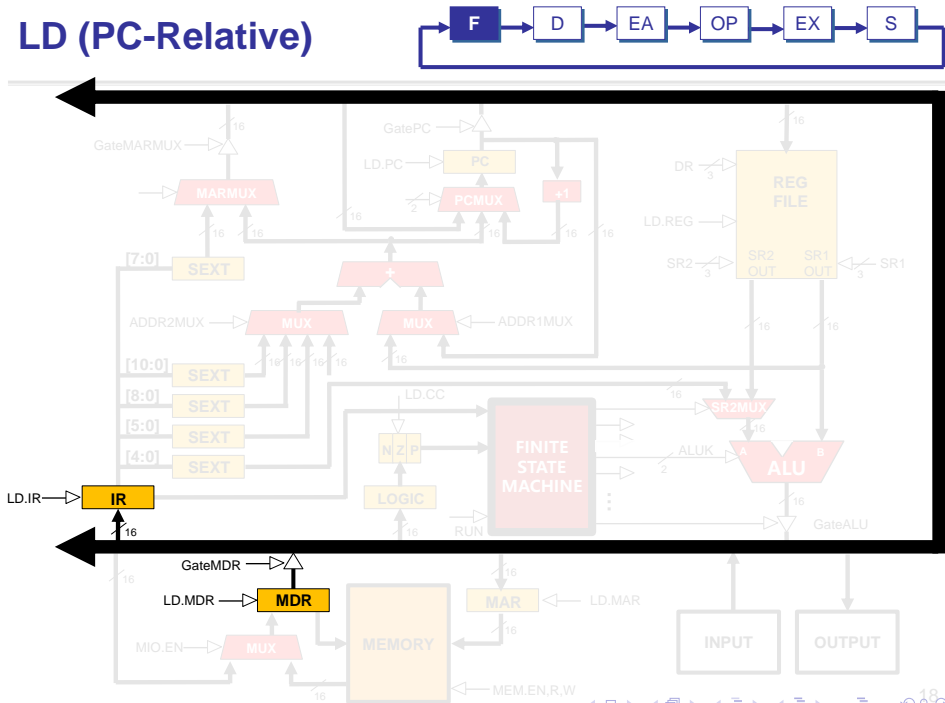 LD (PC-Relative)
F D EA OP EX S
16 16 16
GatePC
GateMARMUX
LD.PC PC
DR 3
REG FILE
MARMUX
2 PCMUX +1
16
LD.REG
16 16 16 16 16
[7:0] SEXT
+
SR2 3 SR2 OUT SR1 OUT 3 SR1
ADDR2MUX MUX MUX ADDR1MUX
16 16
16 16 16 16 16
[10:0] SEXT
LD.CC 16
[8:0] SEXT
SR2MUX
[5:0] SEXT
16
N Z P
FINITE STATE MACHINE
ALUK 2
A B
ALU
[4:0] SEXT
LD.IR IR
LOGIC
16
16
RUN
GateALU
GateMDR
16 16
LD.MDR MDR
MAR LD.MAR
16
MIO.EN MUX
MEMORY
INPUT OUTPUT
16
MEM.EN,R,W
18